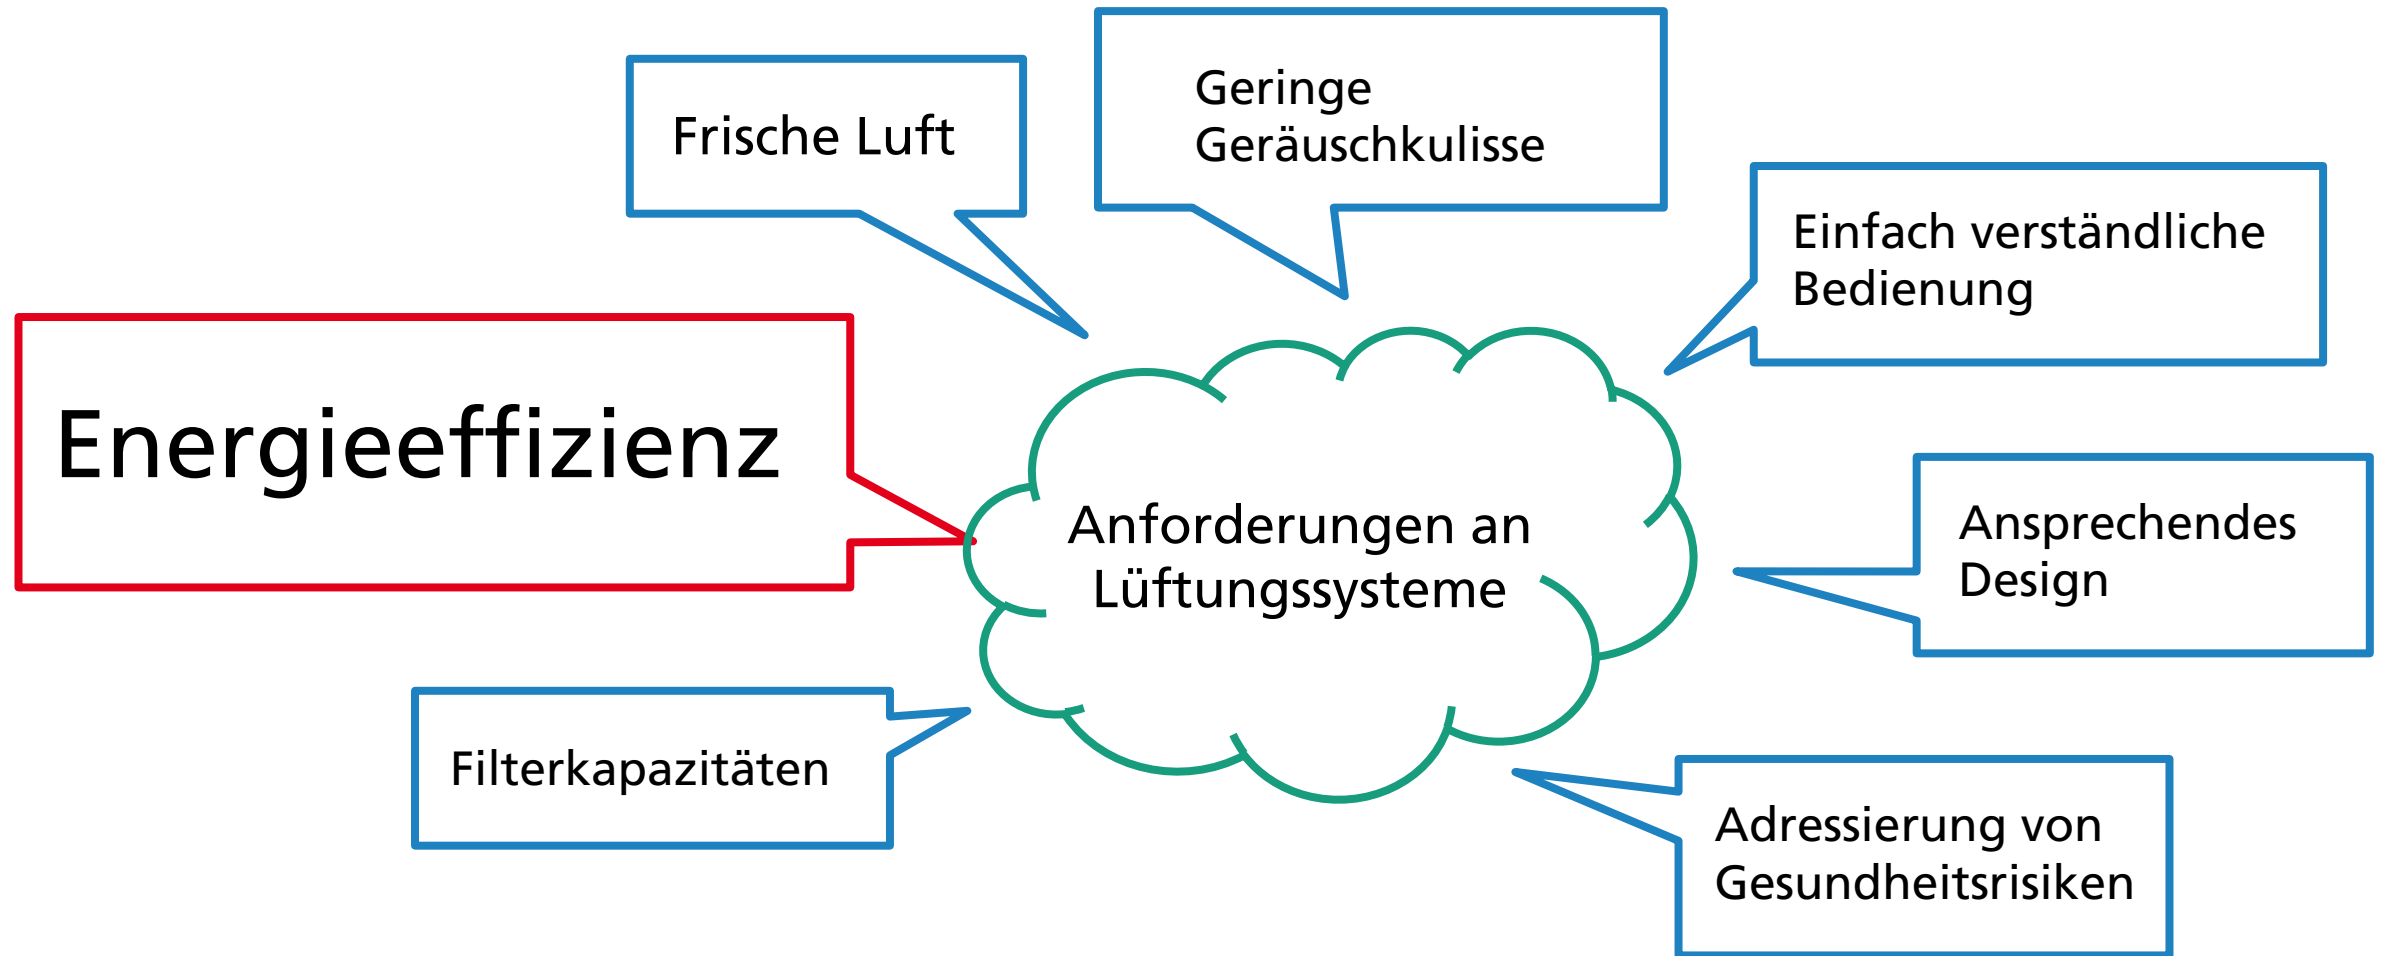 Frische Luft
Geringe
Geräuschkulisse
Einfach verständliche
Bedienung
Energieeffizienz
Anforderungen an
Lüftungssysteme
Ansprechendes
Design
Filterkapazitäten
Adressierung von
Gesundheitsrisiken